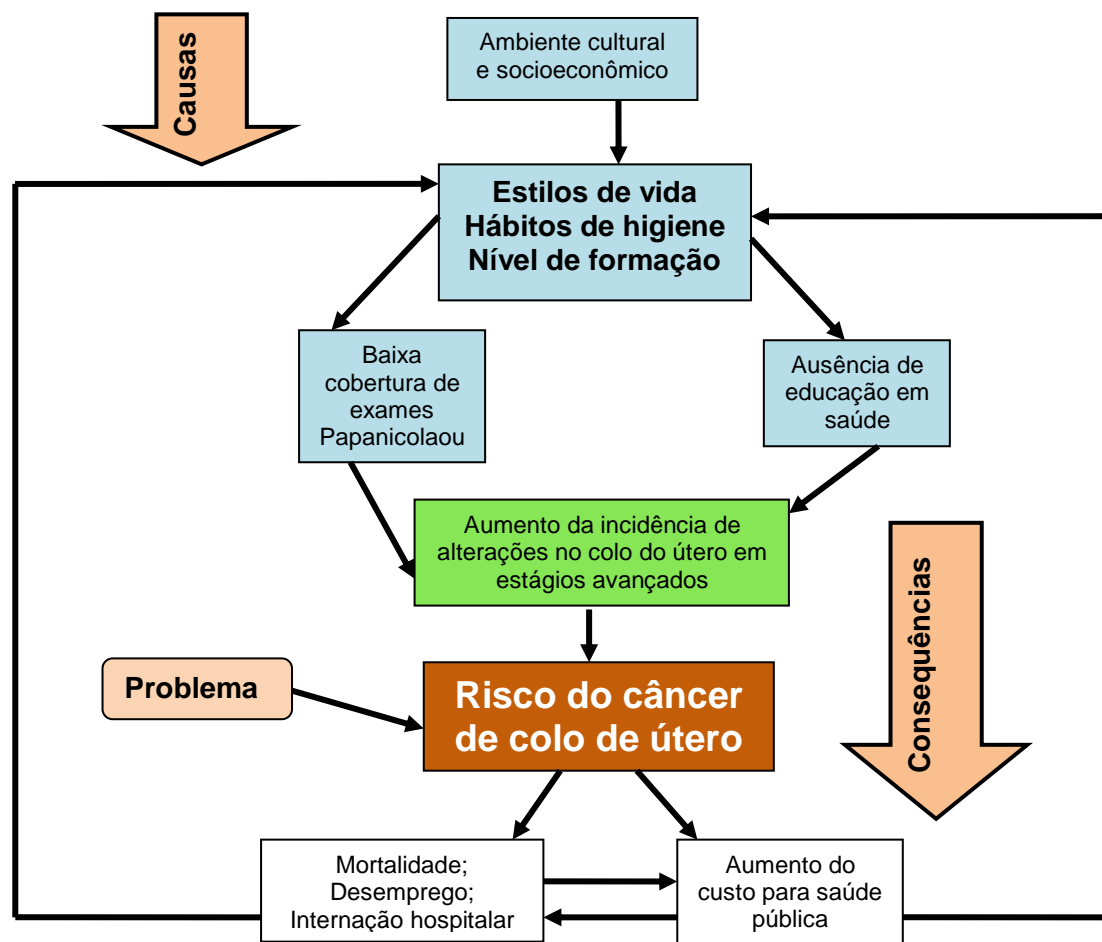 Causas
Ambiente cultural
e socioeconômico
Estilos de vida
Hábitos de higiene
Nível de formação
Baixa
cobertura de
exames
Papanicolaou
Ausência de
educação em
saúde
Aumento da incidência de
alterações no colo do útero em
estágios avançados
Consequências
Problema
Risco do câncer
de colo de útero
Mortalidade;
Desemprego;
Internação hospitalar
Aumento do
custo para saúde
pública